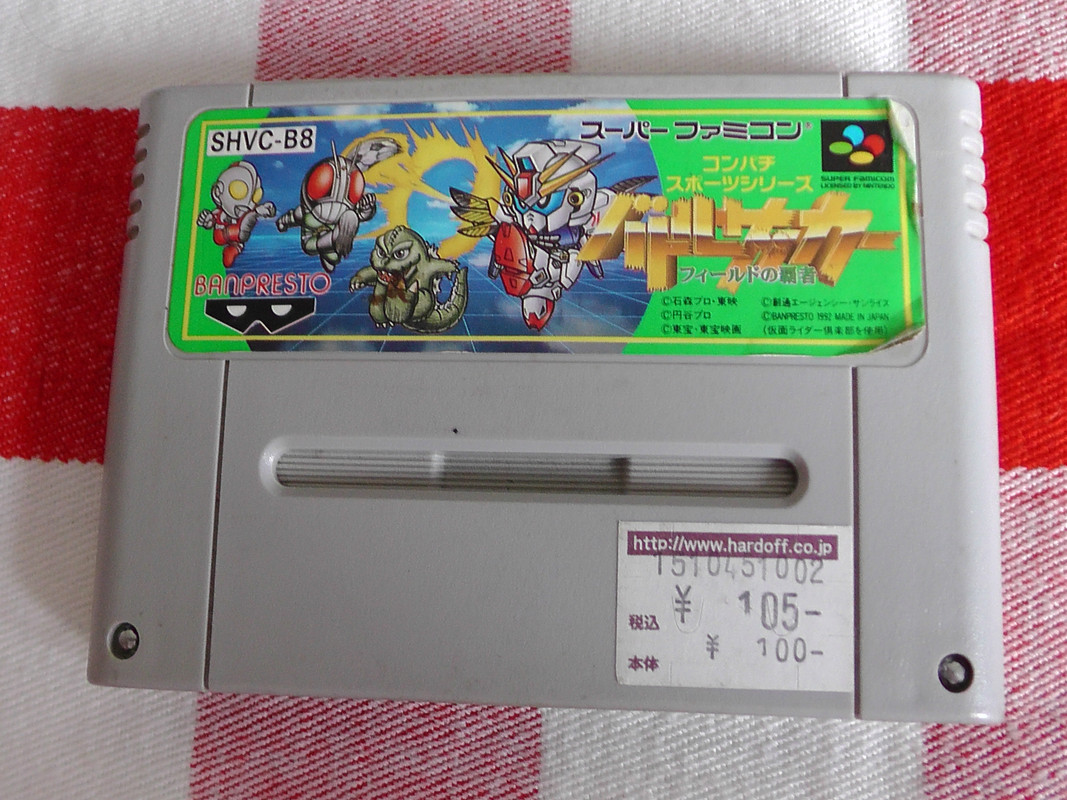 SHVC-B8
スーパーファミコン®
SUPER FAMICOM
LICENSED BY NINTENDO
コンパチ
スポーツシリーズ
バトルサッカー
フィールドの覇者
BANPRESTO
©石森プロ・東映
©円谷プロ
©東宝・東宝映画
©創通エージェンシー・サンライズ
©BANPRESTO 1992 MADE IN JAPAN
(仮面ライダー倶楽部を使用)
http://www.hardoff.co.jp
1510451002
税込 ¥ 105-
本体 ¥ 100-